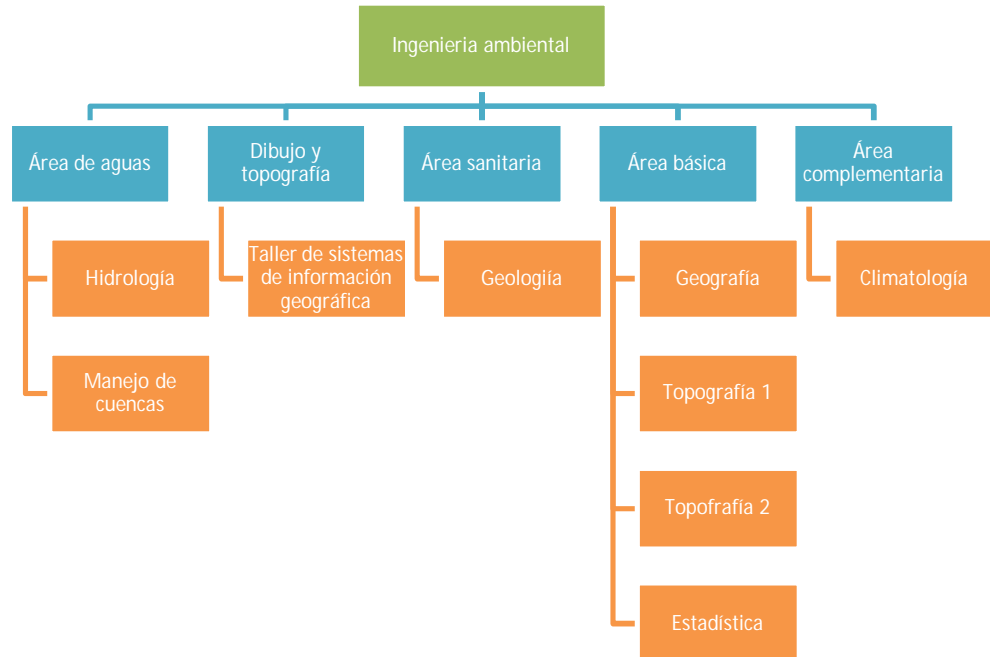 Ingenieria ambiental
Área de aguas
Dibujo y
topografía
Área sanitaria
Área básica
Área
complementaria
Hidrología
Taller de sistemas
de información
geográfica
Geologiía
Geografía
Climatología
Manejo de
cuencas
Topografía 1
Topofrafía 2
Estadística